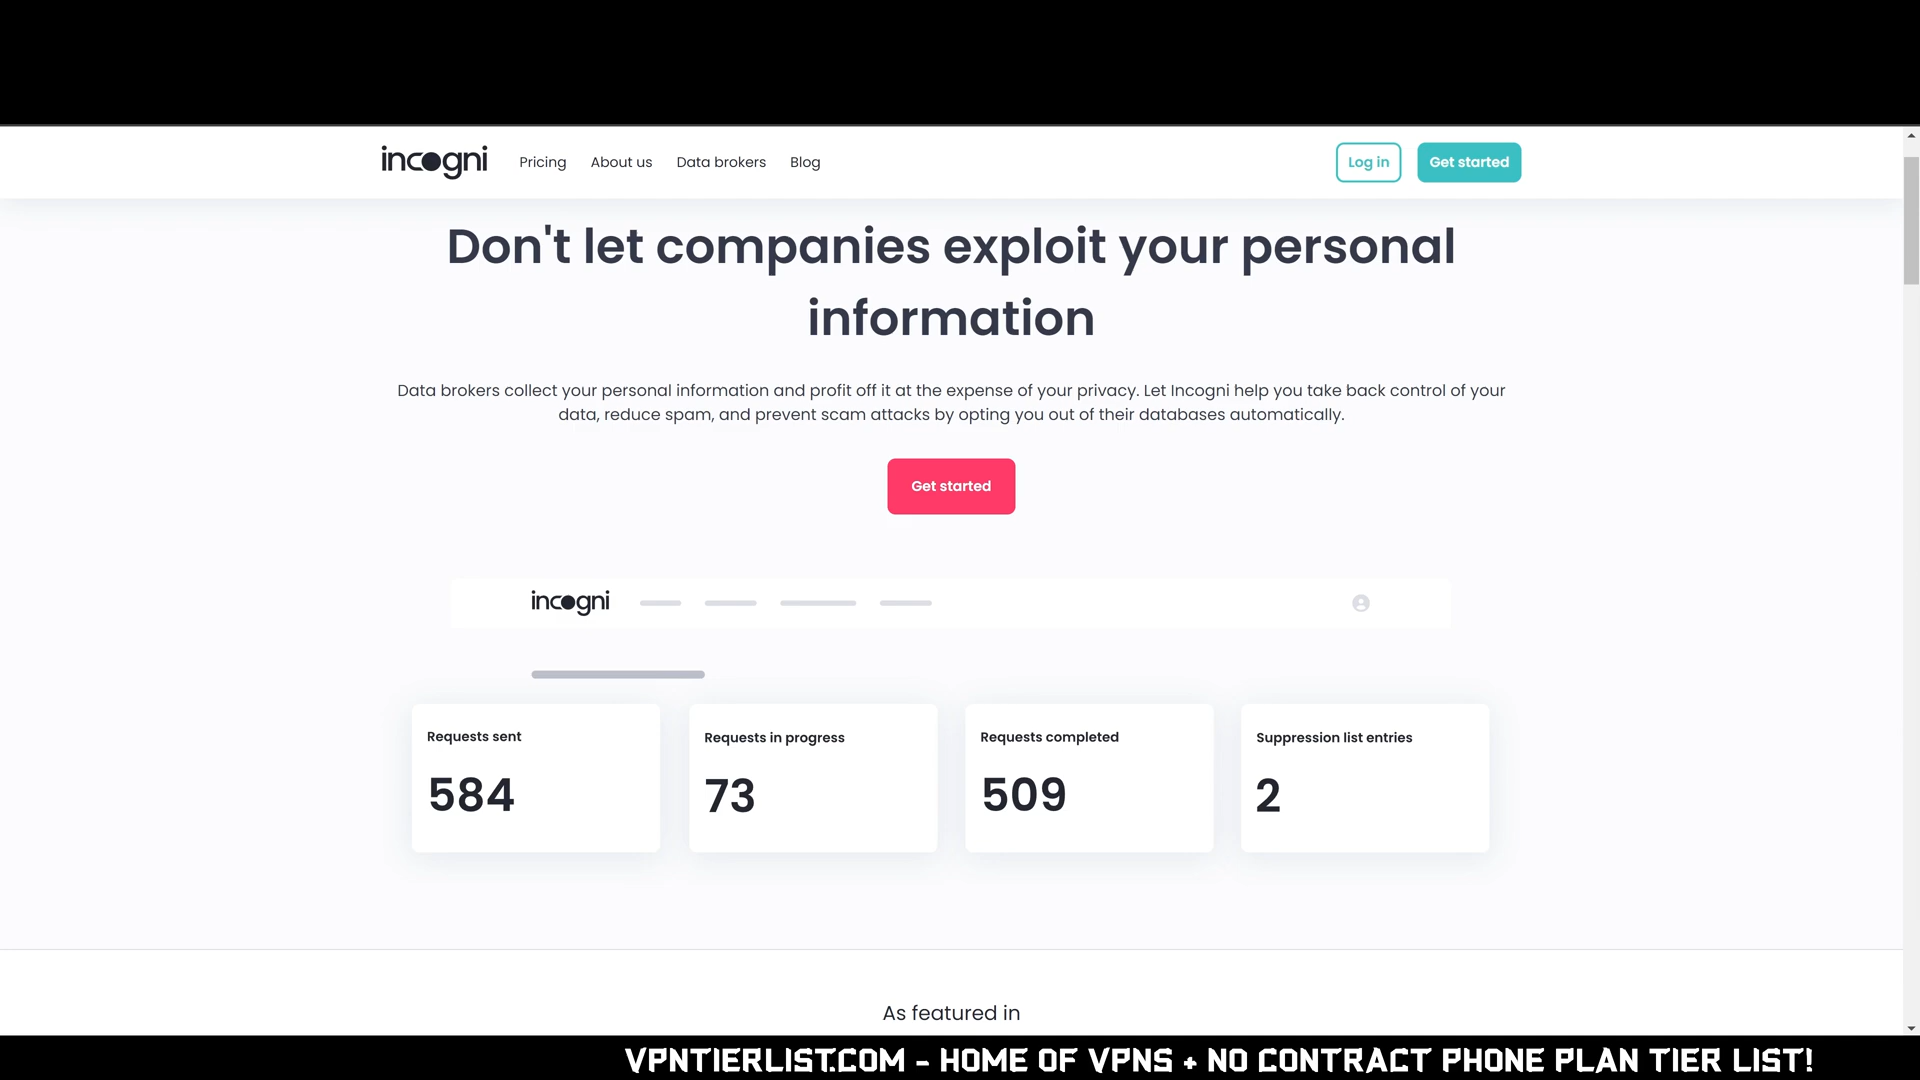 incogni Pricing About us Data brokers Blog Log in Get started
Don't let companies exploit your personal
information
Data brokers collect your personal information and profit off it at the expense of your privacy. Let Incogni help you take back control of your
data, reduce spam, and prevent scam attacks by opting you out of their databases automatically.
Get started
incogni
Requests sent
584
Requests in progress
73
Requests completed
509
Suppression list entries
2
As featured in
VPNTIERLIST.COM - HOME OF VPNS + NO CONTRACT PHONE PLAN TIER LIST!